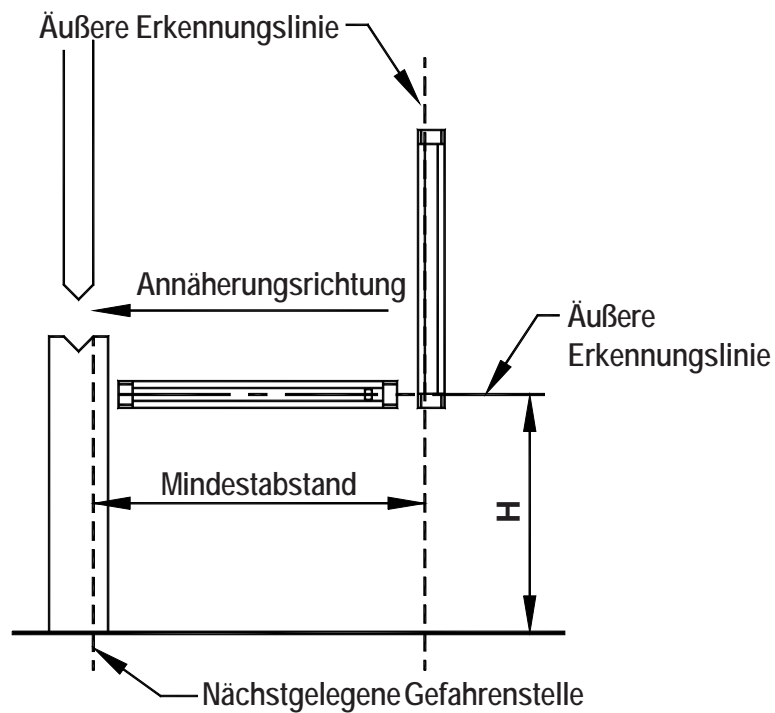 Äußere Erkennungslinie
Annäherungsrichtung
Äußere
Erkennungslinie
Mindestabstand
H
Nächstgelegene Gefahrenstelle